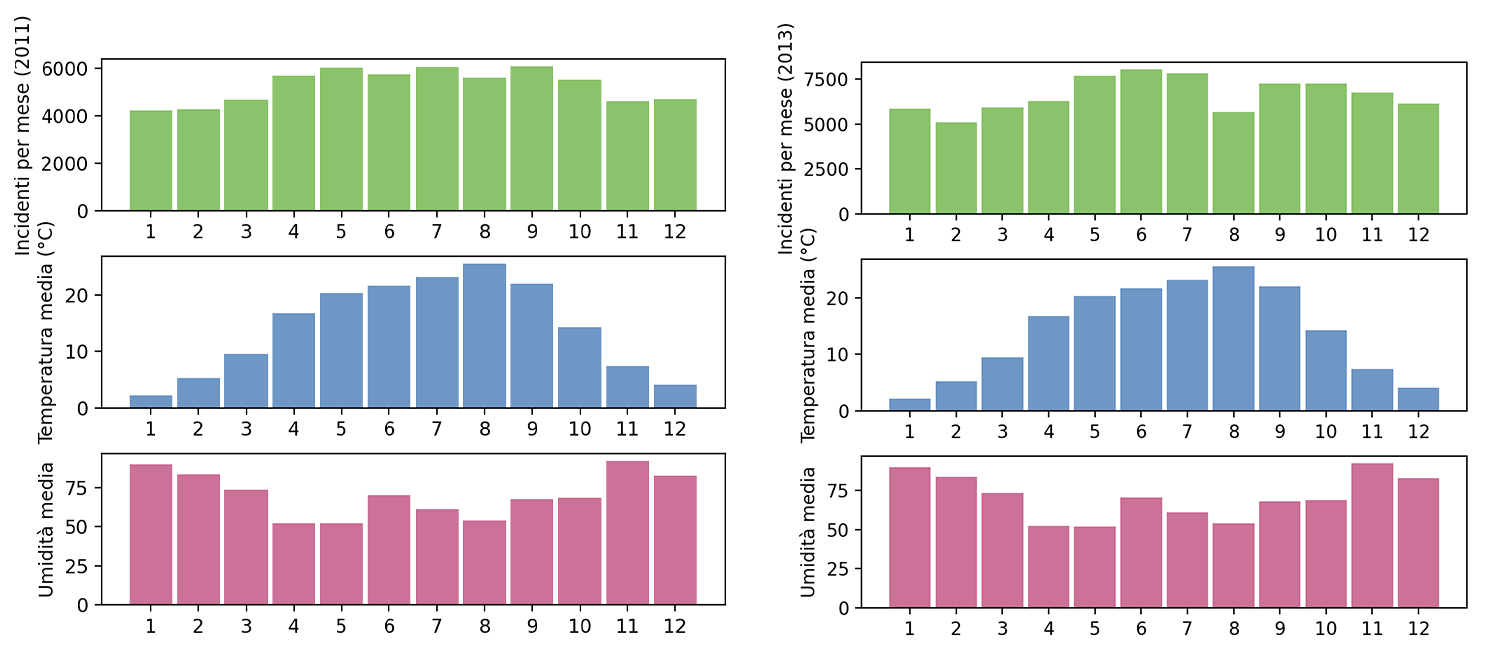 Incidenti per mese (2011)
6000
4000
2000
0
1 2 3 4 5 6 7 8 9 10 11 12
Temperatura media (°C)
20
10
0
1 2 3 4 5 6 7 8 9 10 11 12
Umidità media
75
50
25
0
1 2 3 4 5 6 7 8 9 10 11 12
Incidenti per mese (2013)
7500
5000
2500
0
1 2 3 4 5 6 7 8 9 10 11 12
Temperatura media (°C)
20
10
0
1 2 3 4 5 6 7 8 9 10 11 12
Umidità media
75
50
25
0
1 2 3 4 5 6 7 8 9 10 11 12